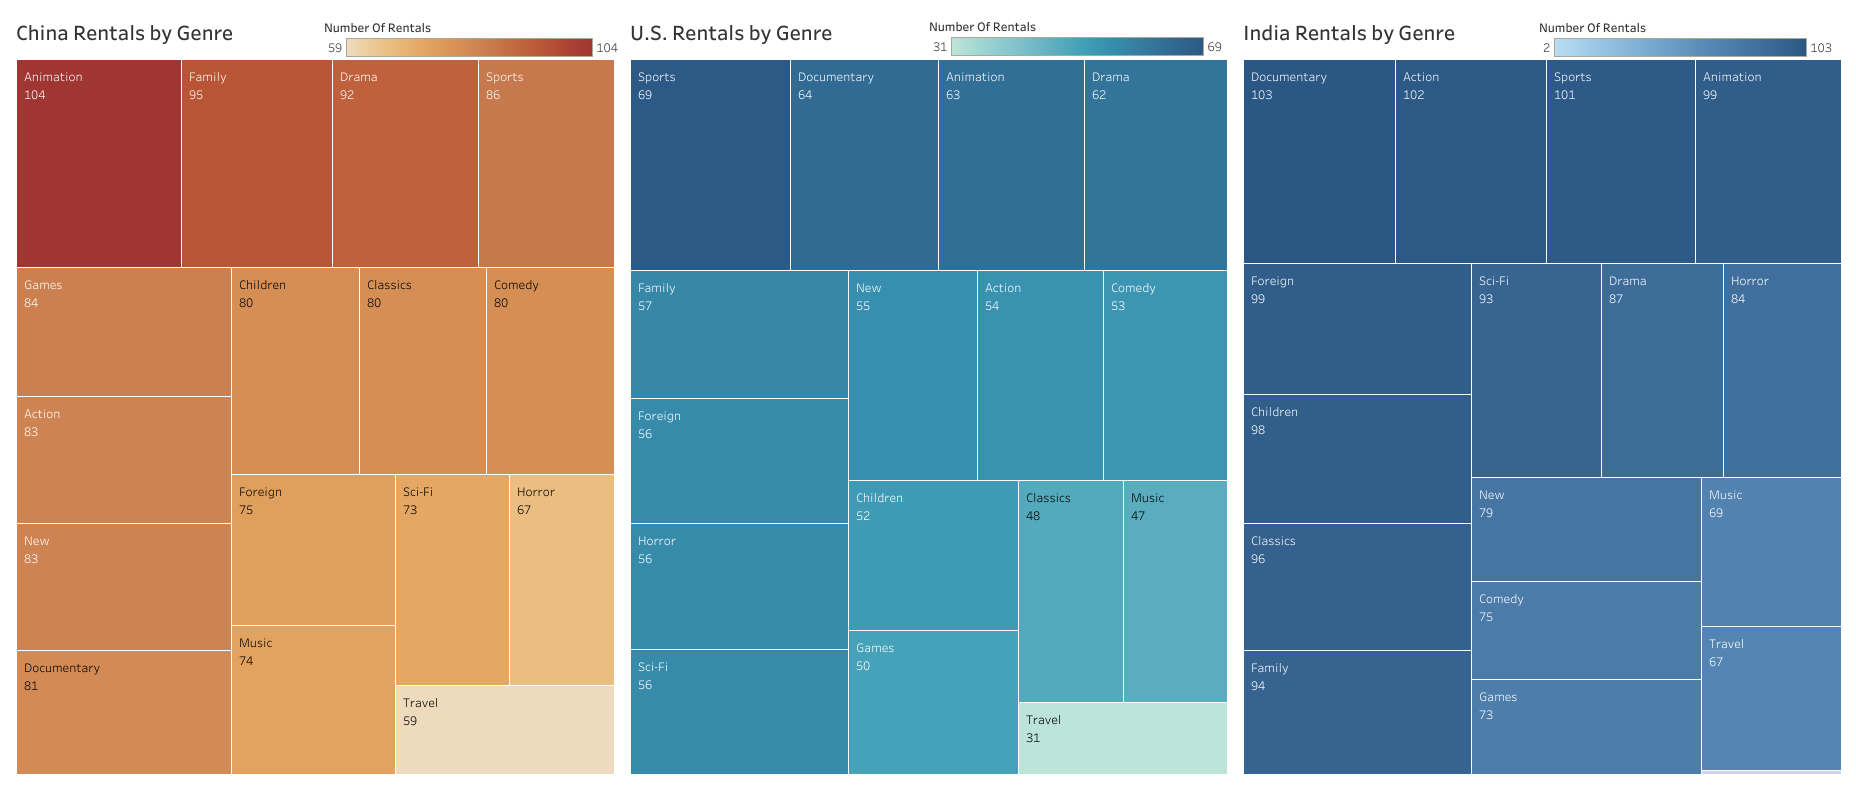 China Rentals by Genre
Number Of Rentals
59 104
Animation
104
Family
95
Drama
92
Sports
86
Games
84
Action
83
New
83
Documentary
81
Children
80
Classics
80
Comedy
80
Foreign
75
Music
74
Sci-Fi
73
Horror
67
Travel
59
U.S. Rentals by Genre
Number Of Rentals
31 69
Sports
69
Documentary
64
Animation
63
Drama
62
Family
57
Foreign
56
Horror
56
Sci-Fi
56
New
55
Action
54
Comedy
53
Children
52
Games
50
Classics
48
Music
47
Travel
31
India Rentals by Genre
Number Of Rentals
2 103
Documentary
103
Action
102
Sports
101
Animation
99
Foreign
99
Children
98
Classics
96
Family
94
Sci-Fi
93
Drama
87
Horror
84
New
79
Comedy
75
Games
73
Music
69
Travel
67